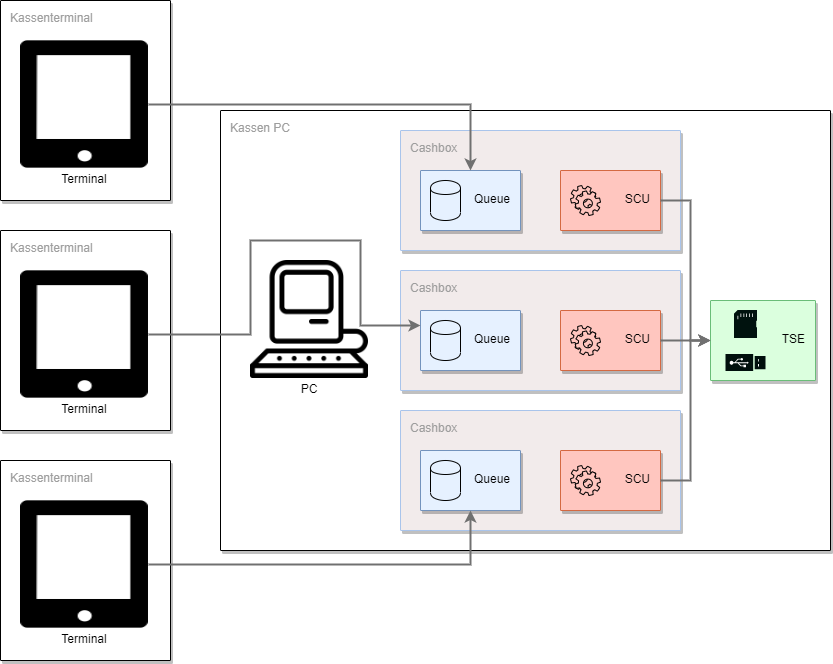 Kassenterminal
Terminal
Kassen PC
Cashbox
Queue
SCU
Kassenterminal
Terminal
PC
Cashbox
Queue
SCU
TSE
Cashbox
Queue
SCU
Kassenterminal
Terminal